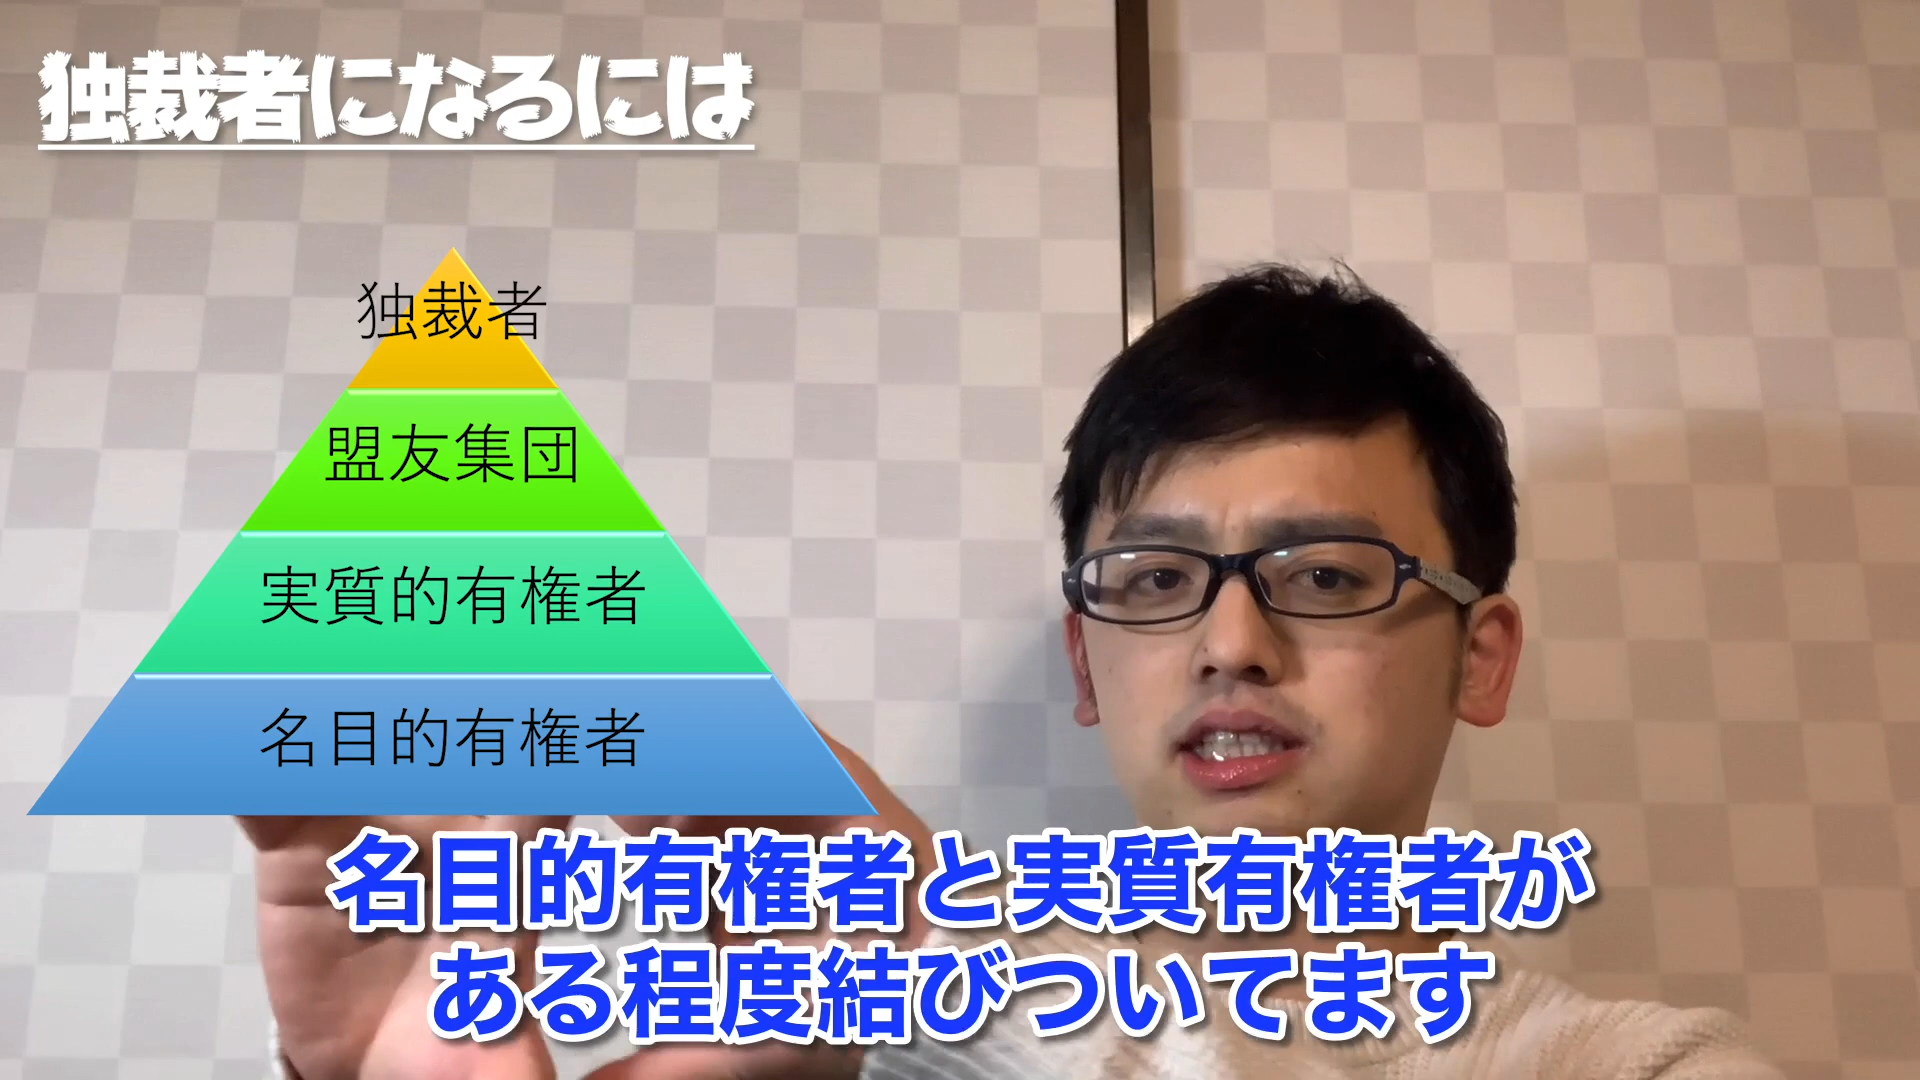 独裁者になるには
独裁者
盟友集団
実質的有権者
名目的有権者
名目的有権者と実質有権者が
ある程度結びついてます